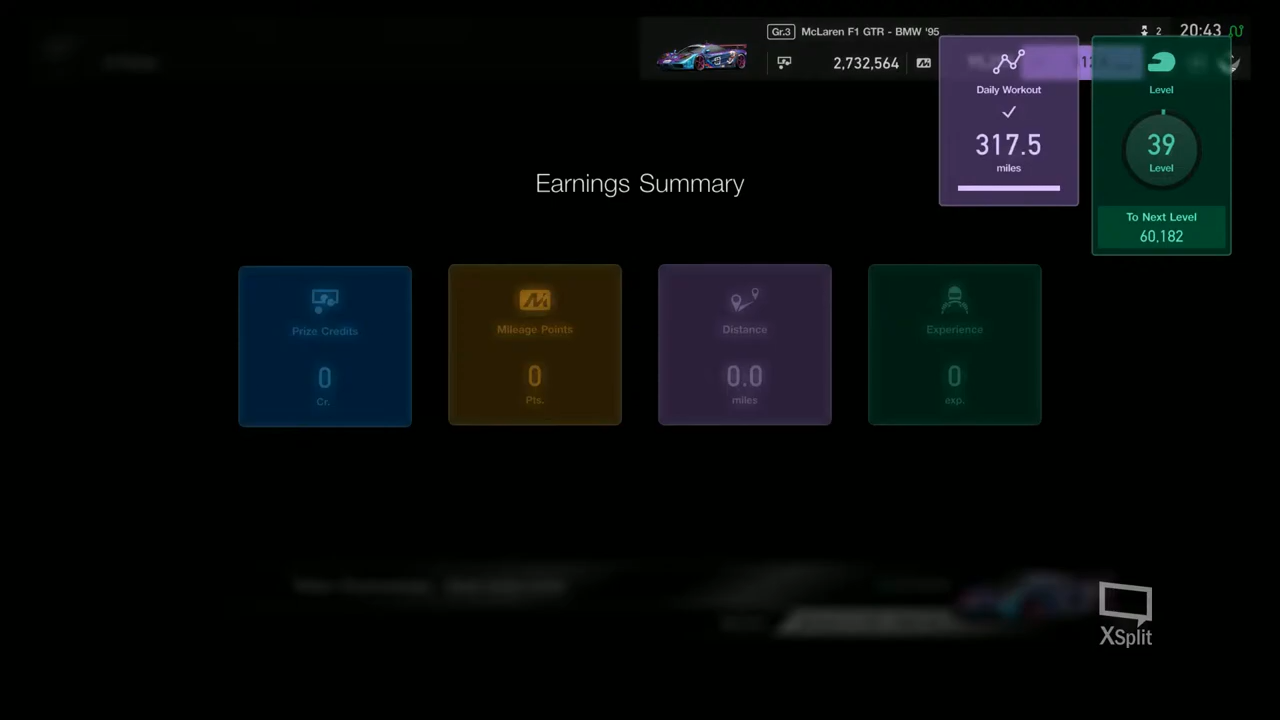 Gr.3 McLaren F1 GTR - BMW '95
2 20:43
2,732,564
Daily Workout
317.5
miles
Level
39
Level
To Next Level
60,182
Earnings Summary
Prize Credits
0
Cr.
Mileage Points
0
Pts.
Distance
0.0
miles
Experience
0
exp.
XSplit